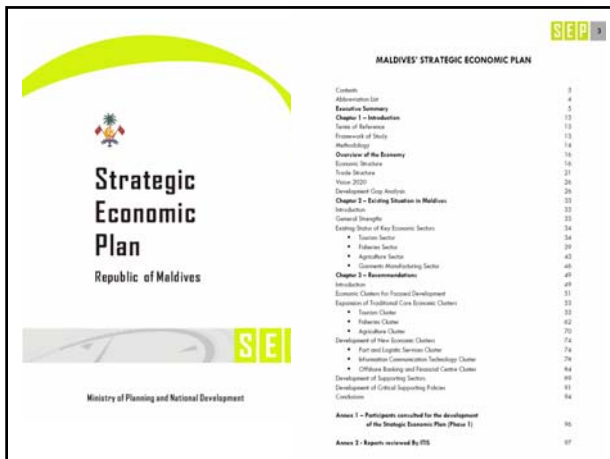 Strategic
Economic
Plan
Republic of Maldives
SE
Ministry of Planning and National Development
SEP 3
MALDIVES' STRATEGIC ECONOMIC PLAN
Contents 3
Abbreviation List 4
Executive Summary 5
Chapter 1 – Introduction 13
Terms of Reference 13
Framework of Study 13
Methodology 14
Overview of the Economy 16
Economic Structure 16
Trade Structure 21
Vision 2020 26
Development Gap Analysis 26
Chapter 2 – Existing Situation in Maldives 33
Introduction 33
General Strengths 33
Existing Status of Key Economic Sectors 34
• Tourism Sector 34
• Fisheries Sector 39
• Agriculture Sector 43
• Garments Manufacturing Sector 46
Chapter 3 – Recommendations 49
Introduction 49
Economic Clusters for Focused Development 51
Expansion of Traditional Core Economic Clusters 53
• Tourism Cluster 53
• Fisheries Cluster 62
• Agriculture Cluster 70
Development of New Economic Clusters 74
• Port and Logistic Services Cluster 74
• Information Communication Technology Cluster 79
• Offshore Banking and Financial Centre Cluster 84
Development of Supporting Sectors 89
Development of Critical Supporting Policies 91
Conclusions 94
Annex 1 – Participants consulted for the development
of the Strategic Economic Plan (Phase 1) 96
Annex 2 - Reports reviewed By ITIS 97